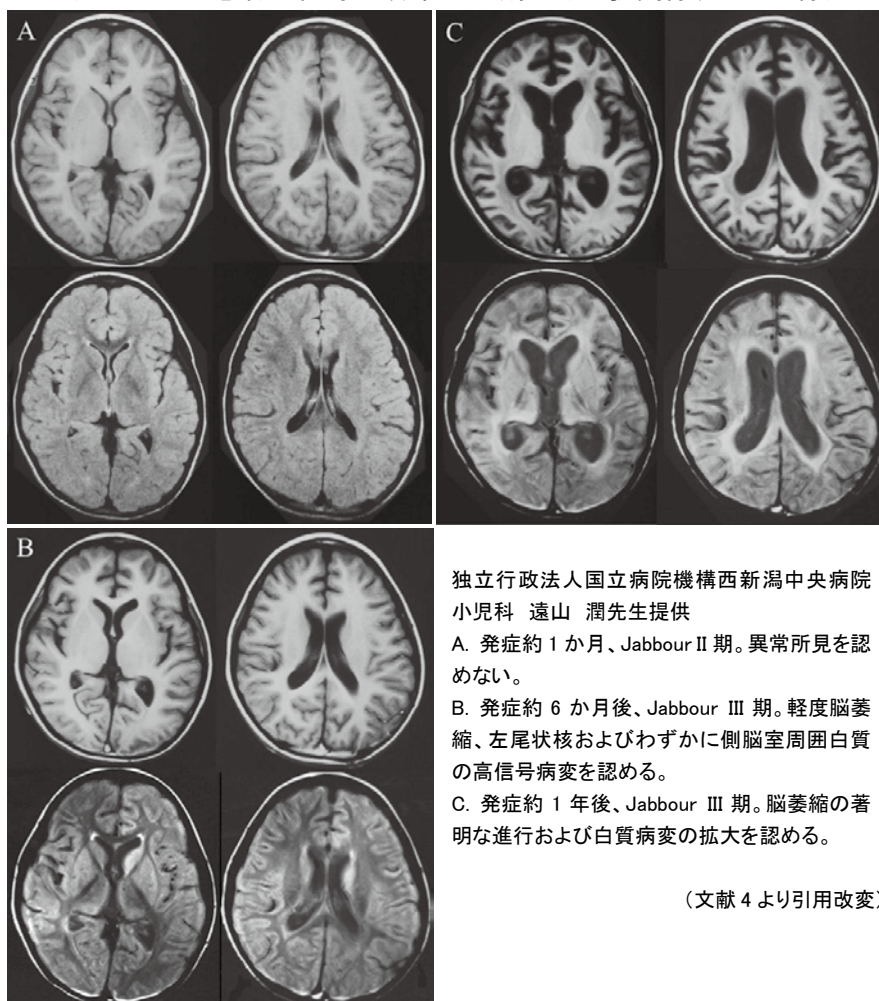 A
C
B
独立行政法人国立病院機構西新潟中央病院
小児科 遠山 潤先生提供
A. 発症約 1 か月、Jabbour II 期。異常所見を認
めない。
B. 発症約 6 か月後、Jabbour III 期。軽度脳萎
縮、左尾状核およびわずかに側脳室周囲白質
の高信号病変を認める。
C. 発症約 1 年後、Jabbour III 期。脳萎縮の著
明な進行および白質病変の拡大を認める。
（文献 4 より引用改変）